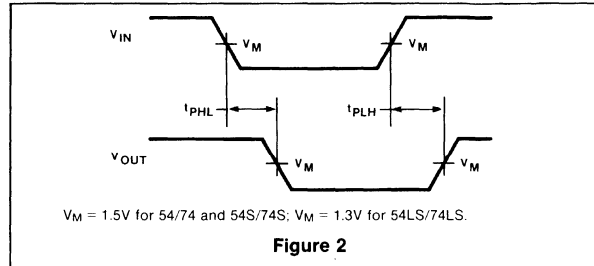 VIN
VM
VM
tPHL
tPLH
VOUT
VM
VM
VM = 1.5V for 54/74 and 54S/74S; VM = 1.3V for 54LS/74LS.
Figure 2